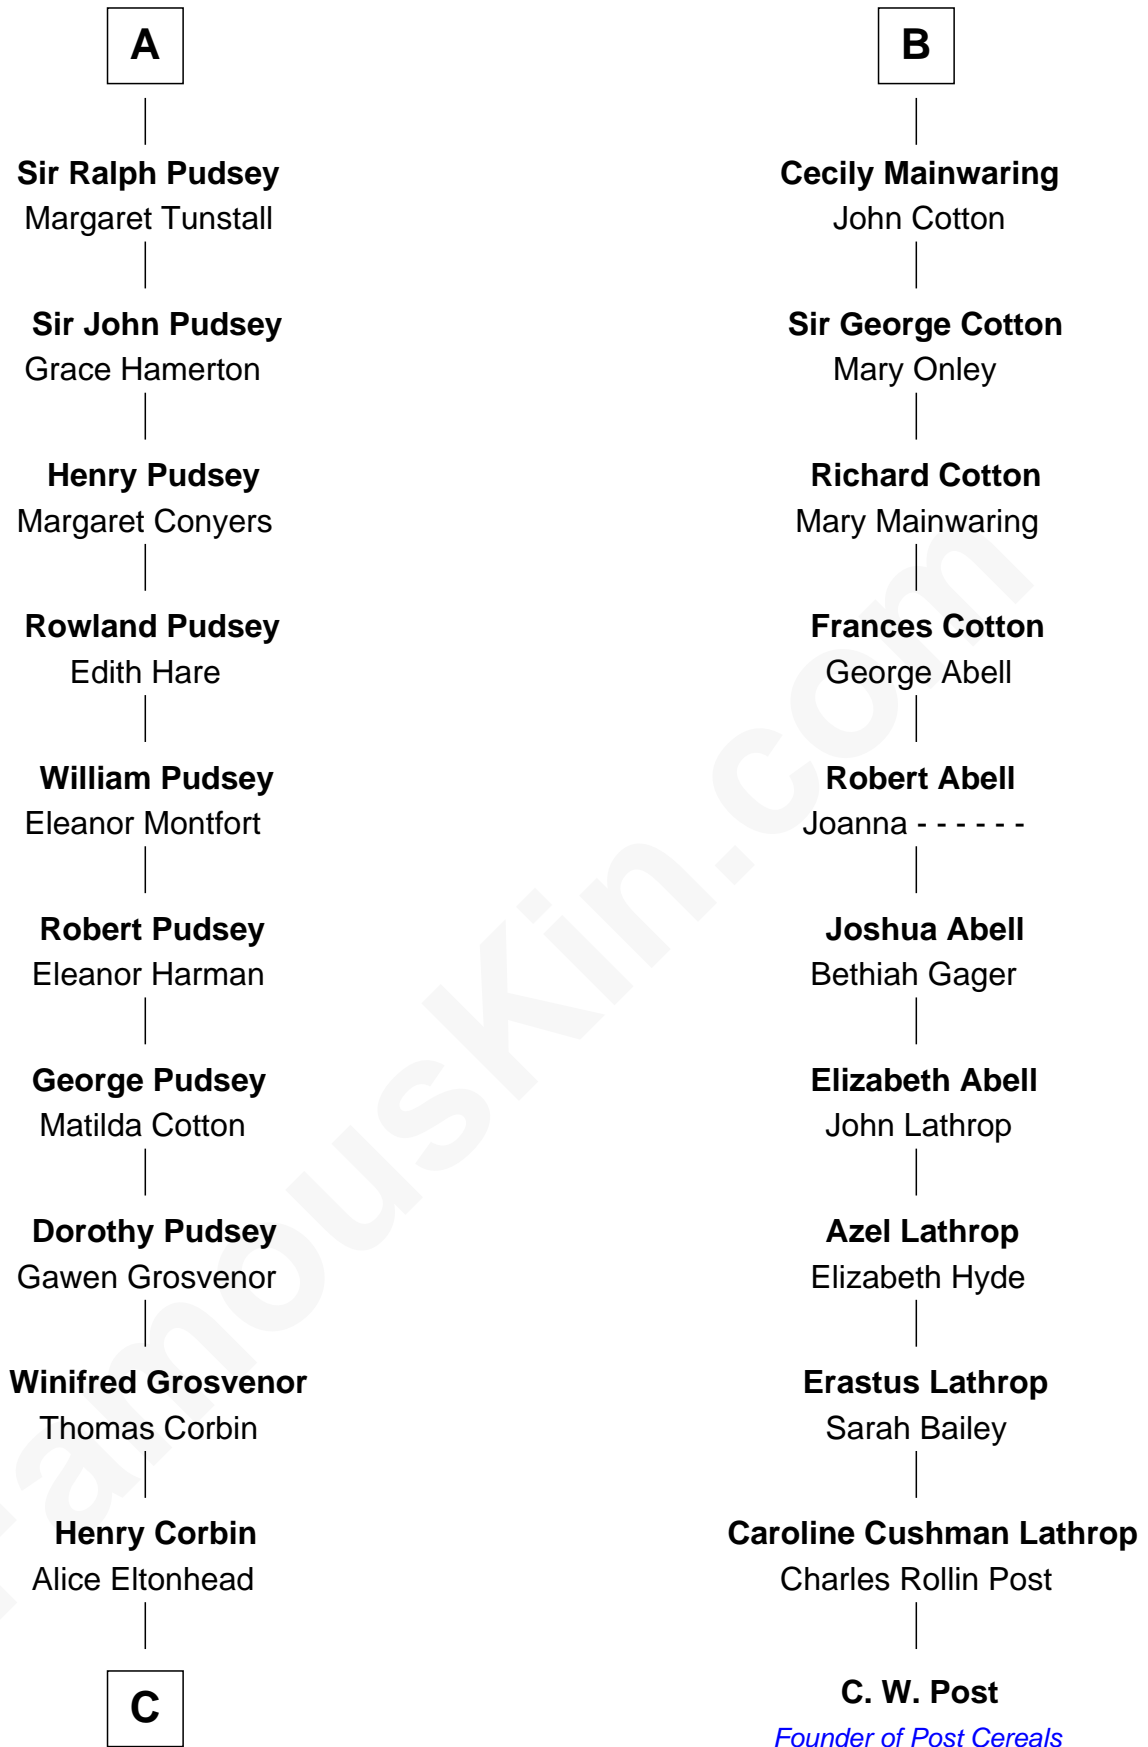 A
Sir Ralph Pudsey
Margaret Tunstall
Sir John Pudsey
Grace Hamerton
Henry Pudsey
Margaret Conyers
Rowland Pudsey
Edith Hare
William Pudsey
Eleanor Montfort
Robert Pudsey
Eleanor Harman
George Pudsey
Matilda Cotton
Dorothy Pudsey
Gawen Grosvenor
Winifred Grosvenor
Thomas Corbin
Henry Corbin
Alice Eltonhead
C
B
Cecily Mainwaring
John Cotton
Sir George Cotton
Mary Onley
Richard Cotton
Mary Mainwaring
Frances Cotton
George Abell
Robert Abell
Joanna - - - - - -
Joshua Abell
Bethiah Gager
Elizabeth Abell
John Lathrop
Azel Lathrop
Elizabeth Hyde
Erastus Lathrop
Sarah Bailey
Caroline Cushman Lathrop
Charles Rollin Post
C. W. Post
Founder of Post Cereals
FamousKin.com